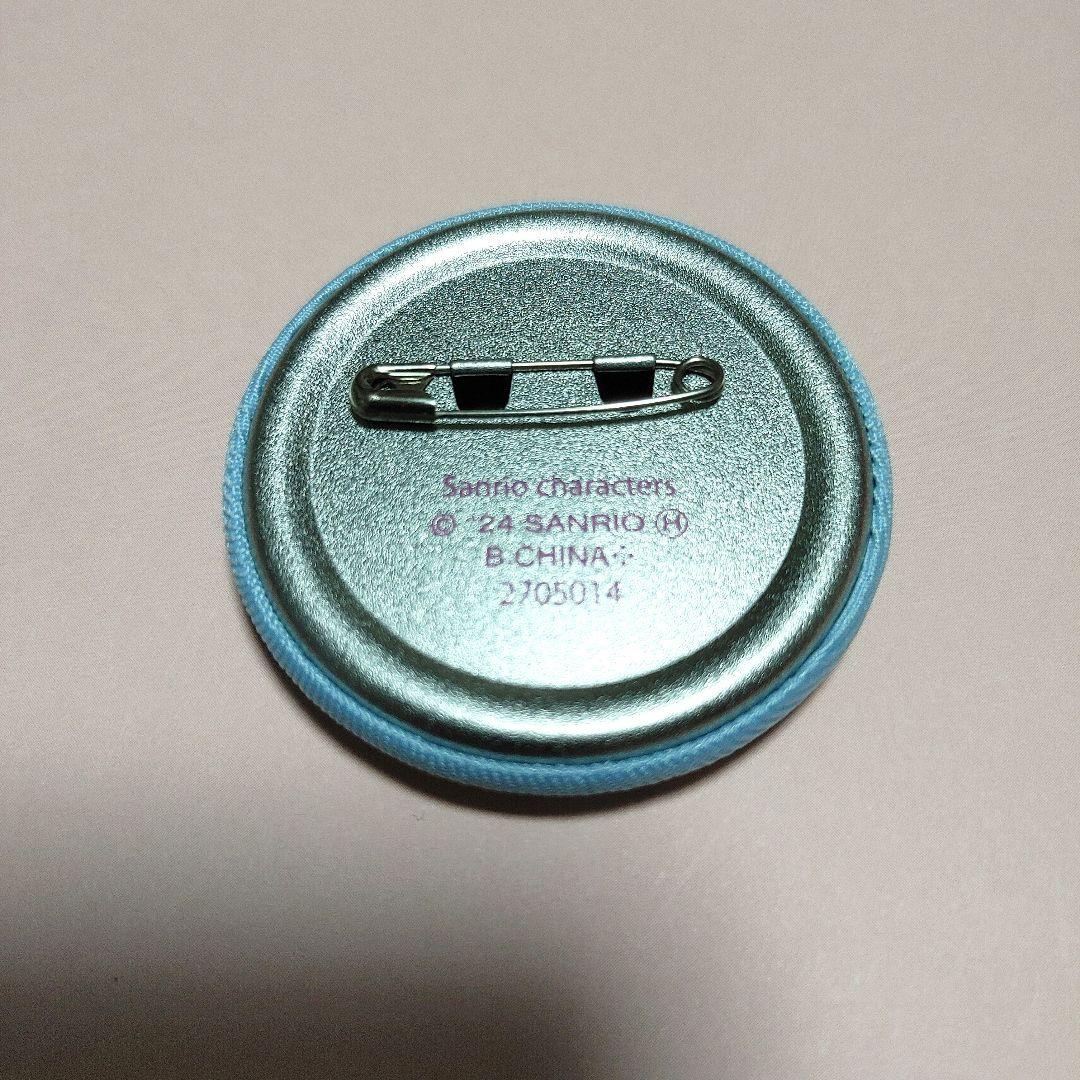 Sanrio characters
© '24 SANRIO Ⓗ
B.CHINA⊹
2705014